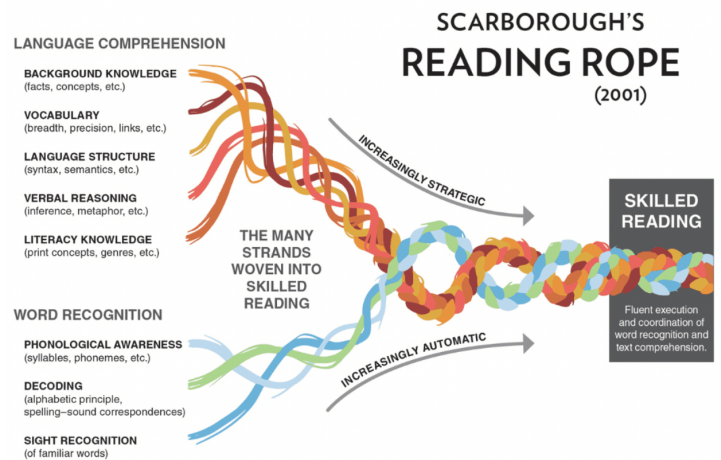 SCARBOROUGH'S
READING ROPE
(2001)
LANGUAGE COMPREHENSION
BACKGROUND KNOWLEDGE
(facts, concepts, etc.)
VOCABULARY
(breadth, precision, links, etc.)
LANGUAGE STRUCTURE
(syntax, semantics, etc.)
VERBAL REASONING
(inference, metaphor, etc.)
LITERACY KNOWLEDGE
(print concepts, genres, etc.)
WORD RECOGNITION
PHONOLOGICAL AWARENESS
(syllables, phonemes, etc.)
DECODING
(alphabetic principle,
spelling–sound correspondences)
SIGHT RECOGNITION
(of familiar words)
THE MANY
STRANDS
WOVEN INTO
SKILLED
READING
INCREASINGLY STRATEGIC
INCREASINGLY AUTOMATIC
SKILLED
READING
Fluent execution
and coordination of
word recognition and
text comprehension.